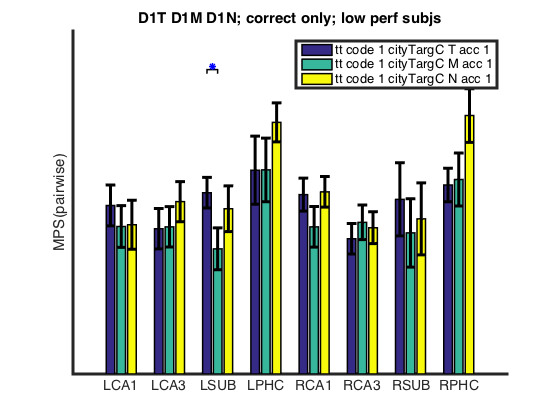 D1T D1M D1N; correct only; low perf subjs
tt code 1 cityTargC T acc 1
tt code 1 cityTargC M acc 1
tt code 1 cityTargC N acc 1
*
MPS(pairwise)
LCA1 LCA3 LSUB LPHC RCA1 RCA3 RSUB RPHC